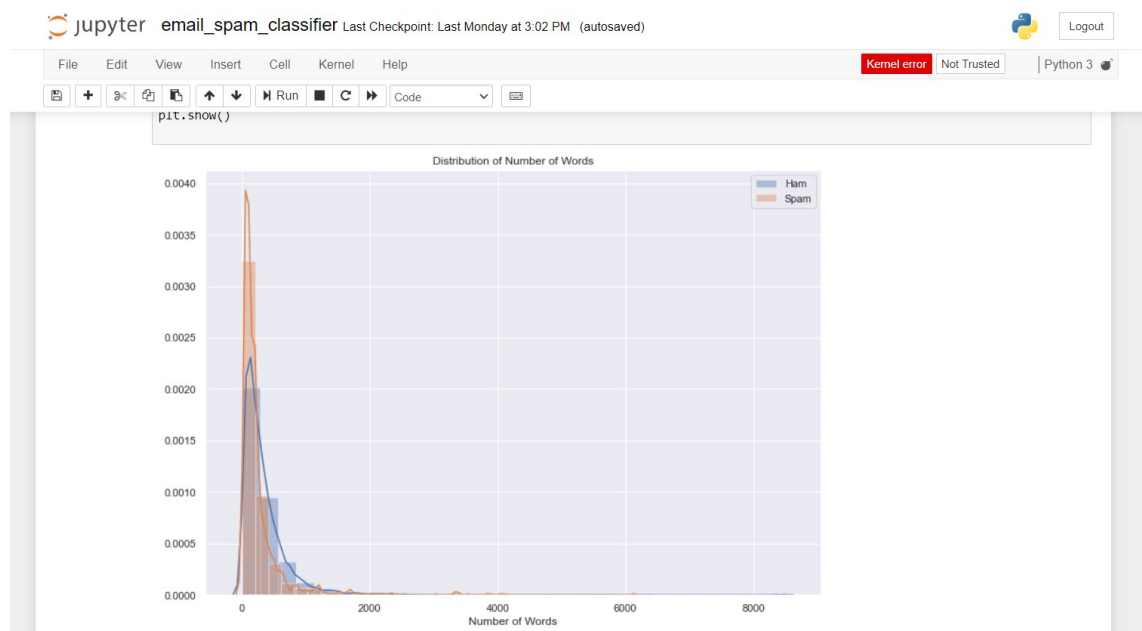 jupyter email_spam_classifier Last Checkpoint: Last Monday at 3:02 PM (autosaved) Logout
File Edit View Insert Cell Kernel Help Kernel error Not Trusted Python 3
Run Code
plt.show()
Distribution of Number of Words
Ham
Spam
0.0040
0.0035
0.0030
0.0025
0.0020
0.0015
0.0010
0.0005
0.0000
0 2000 4000 6000 8000
Number of Words